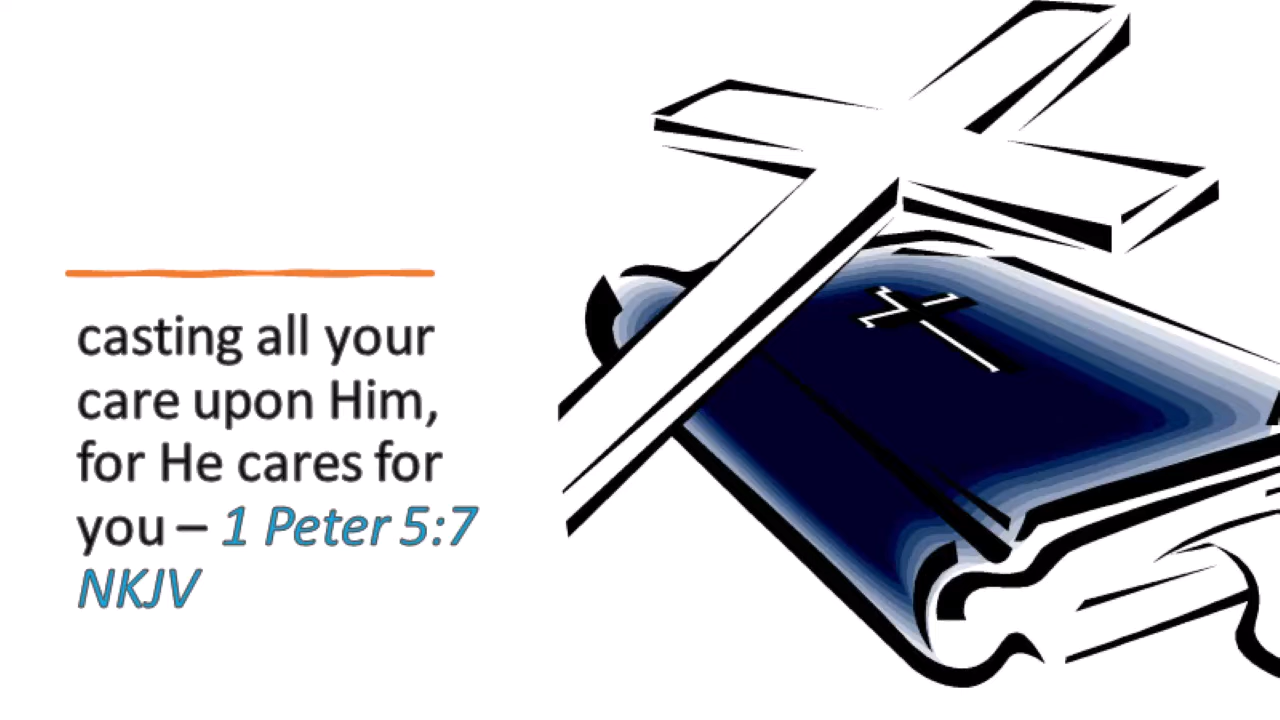 casting all your
care upon Him,
for He cares for
you – 1 Peter 5:7
NKJV